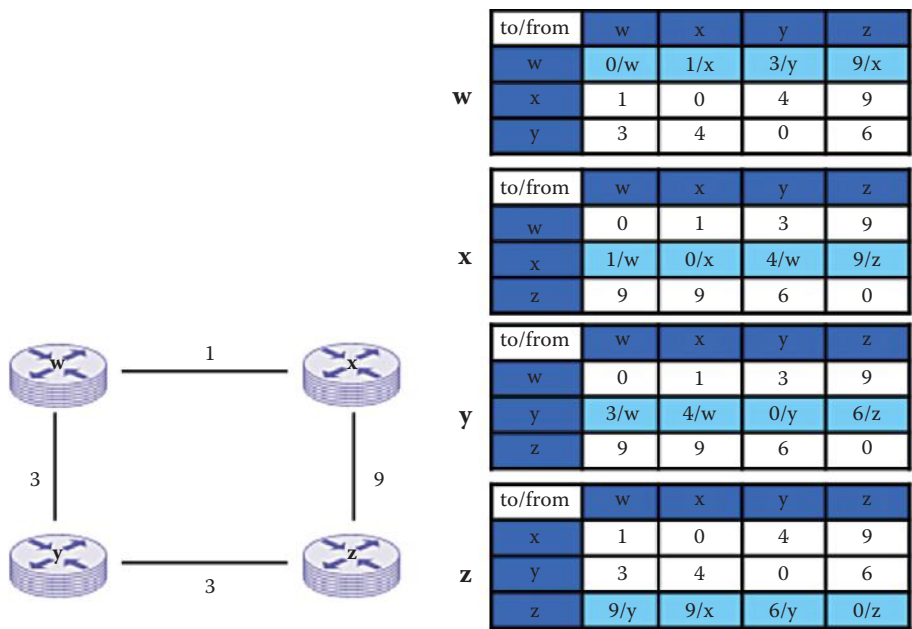 to/from w x y z
w 0/w 1/x 3/y 9/x
w
x 1 0 4 9
y 3 4 0 6
to/from w x y z
w 0 1 3 9
x
x 1/w 0/x 4/w 9/z
z 9 9 6 0
to/from w x y z
w 0 1 3 9
y
y 3/w 4/w 0/y 6/z
z 9 9 6 0
to/from w x y z
x 1 0 4 9
z
y 3 4 0 6
z 9/y 9/x 6/y 0/z
w 1 x
3 9
y 3 z